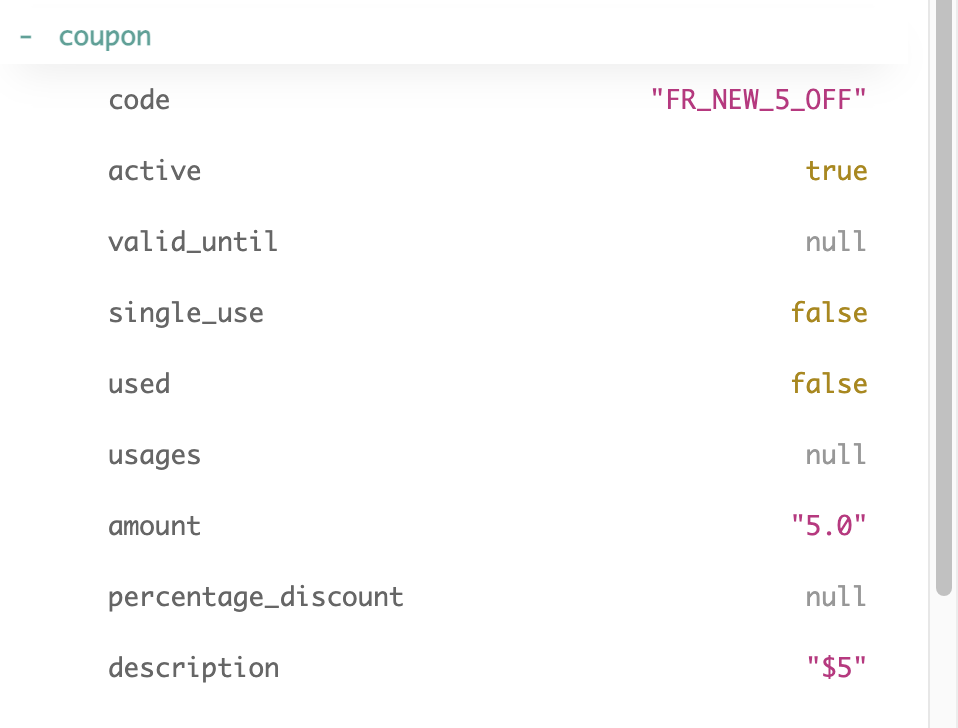 - coupon
code "FR_NEW_5_OFF"
active true
valid_until null
single_use false
used false
usages null
amount "5.0"
percentage_discount null
description "$5"